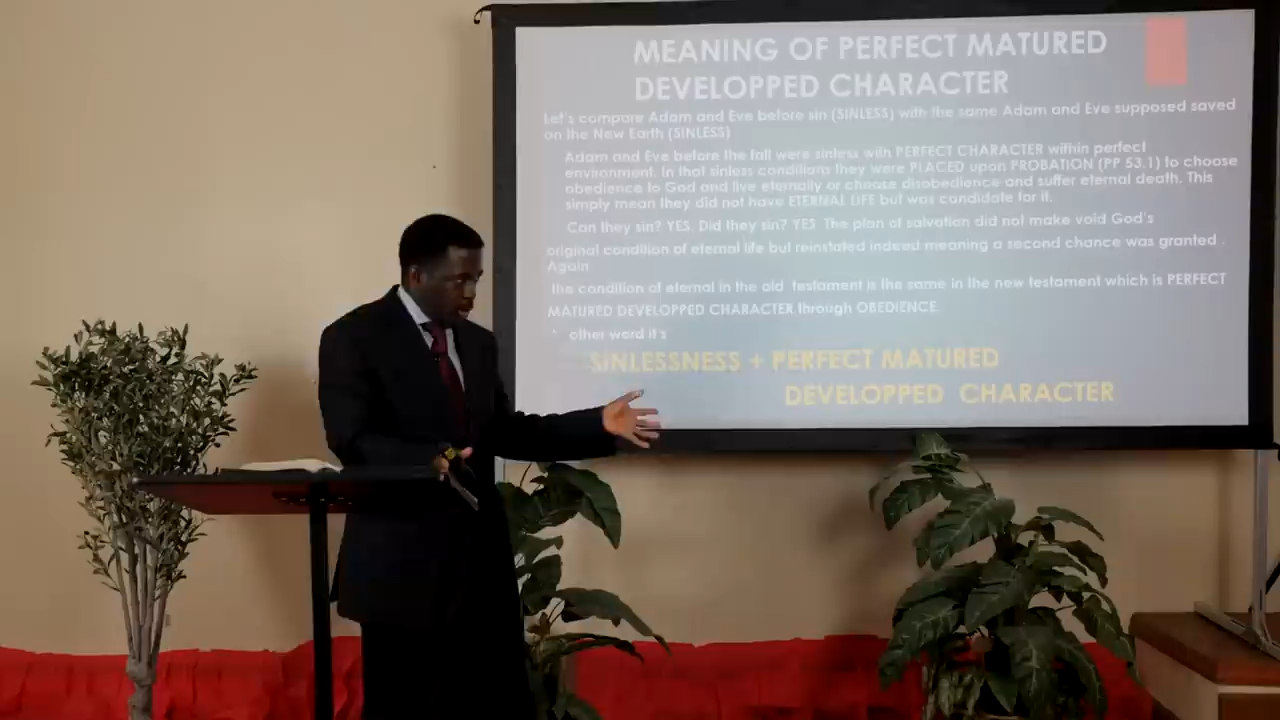 MEANING OF PERFECT MATURED
DEVELOPPED CHARACTER
Let's compare Adam and Eve before sin (SINLESS) with the same Adam and Eve supposed saved
on the New Earth (SINLESS)
Adam and Eve before the fall were sinless with PERFECT CHARACTER within perfect
environment. In that sinless conditions they were PLACED upon PROBATION (PP 53.1) to choose
obedience to God and live eternally or choose disobedience and suffer eternal death. This
simply mean they did not have ETERNAL LIFE but was candidate for it.
Can they sin? YES. Did they sin? YES. The plan of salvation did not make void God's
original condition of eternal life but reinstated indeed meaning a second chance was granted .
Again
the condition of eternal in the old testament is the same in the new testament which is PERFECT
MATURED DEVELOPPED CHARACTER through OBEDIENCE.
* other word it's
SINLESSNESS + PERFECT MATURED
DEVELOPPED CHARACTER